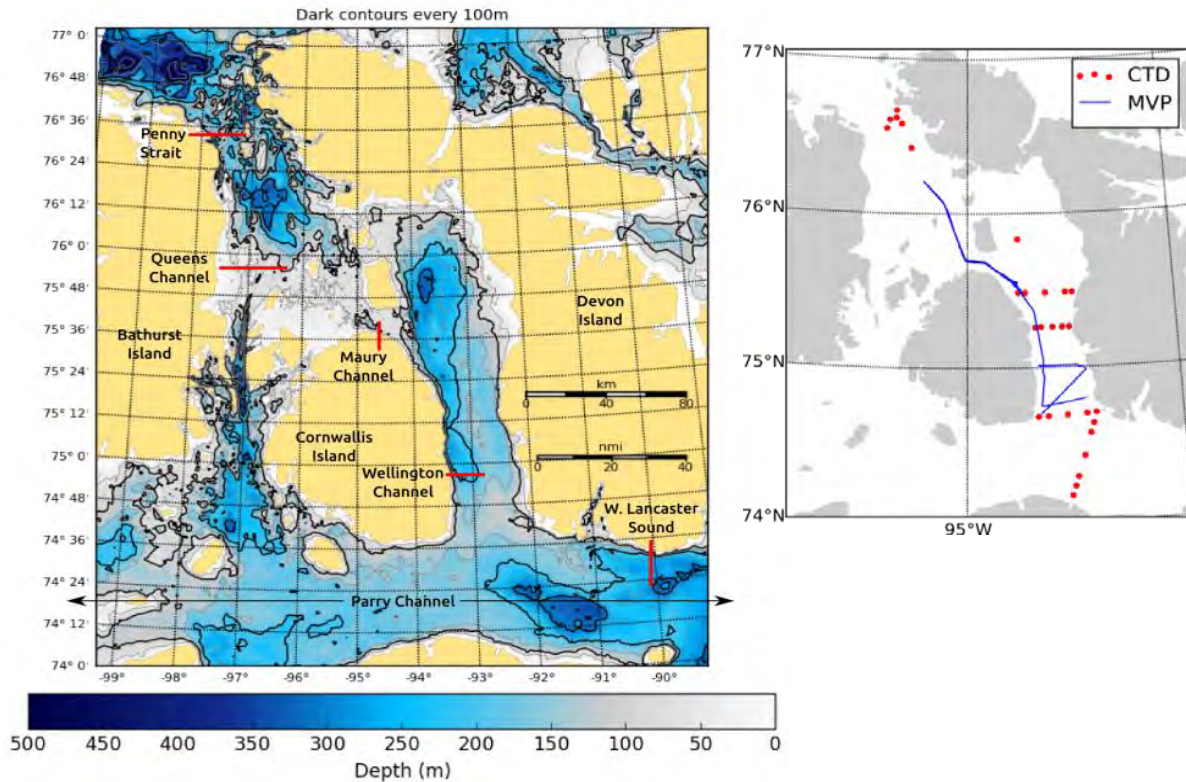 Dark contours every 100m
77° 0'
76° 48'
76° 36'
76° 24'
76° 12'
76° 0'
75° 48'
75° 36'
75° 24'
75° 12'
75° 0'
74° 48'
74° 36'
74° 24'
74° 12'
74° 0'
Penny
Strait
Queens
Channel
Bathurst
Island
Maury
Channel
Devon
Island
km
0 40 80
nmi
0 20 40
Cornwallis
Island
Wellington
Channel
W. Lancaster
Sound
Parry Channel
-99° -98° -97° -96° -95° -94° -93° -92° -91° -90°
500 450 400 350 300 250 200 150 100 50 0
Depth (m)
77°N
76°N
75°N
74°N
95°W
CTD
MVP